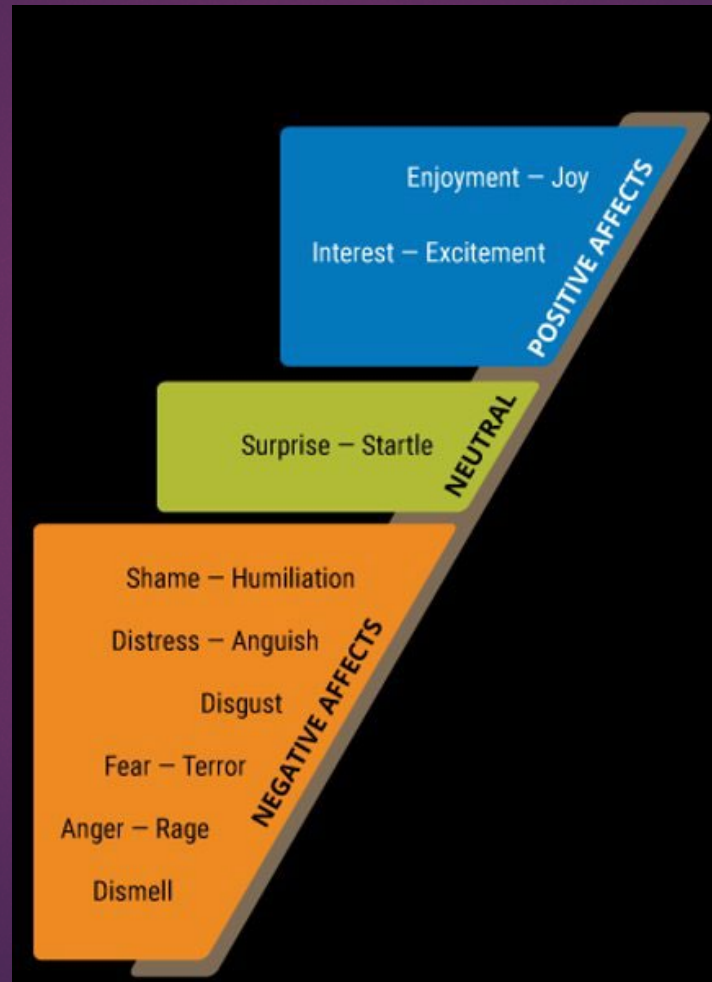 Enjoyment – Joy
Interest – Excitement
POSITIVE AFFECTS
Surprise – Startle
NEUTRAL
Shame – Humiliation
Distress – Anguish
Disgust
Fear – Terror
Anger – Rage
Dismell
NEGATIVE AFFECTS